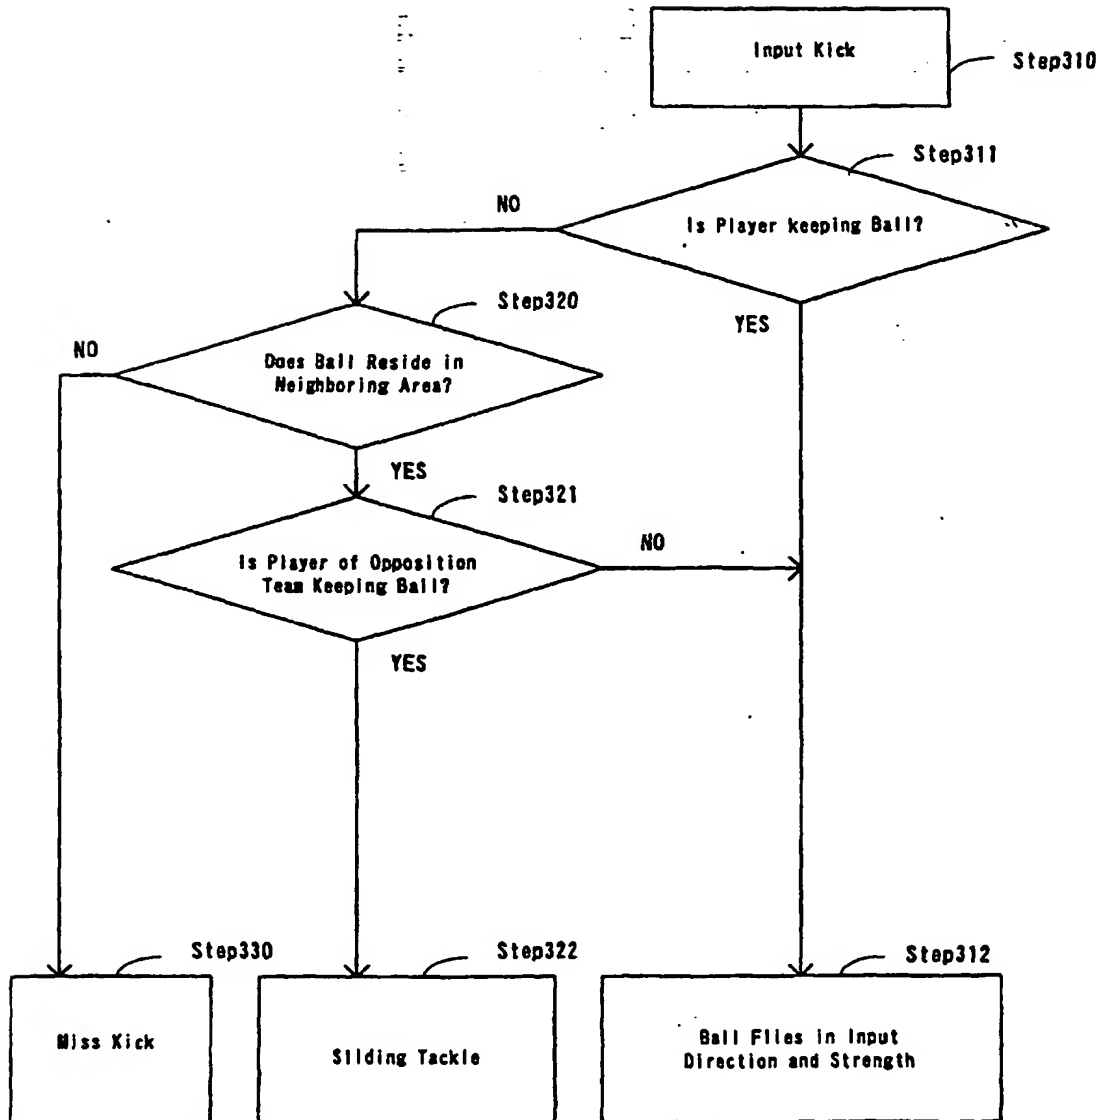 Input Kick
Step310
Step311
NO
Is Player keeping Ball?
Step320
YES
NO
Does Ball Reside in
Neighboring Area?
YES
Step321
NO
Is Player of Opposition
Team Keeping Ball?
YES
Step330
Step322
Step312
Miss Kick
Sliding Tackle
Ball Flies in Input
Direction and Strength